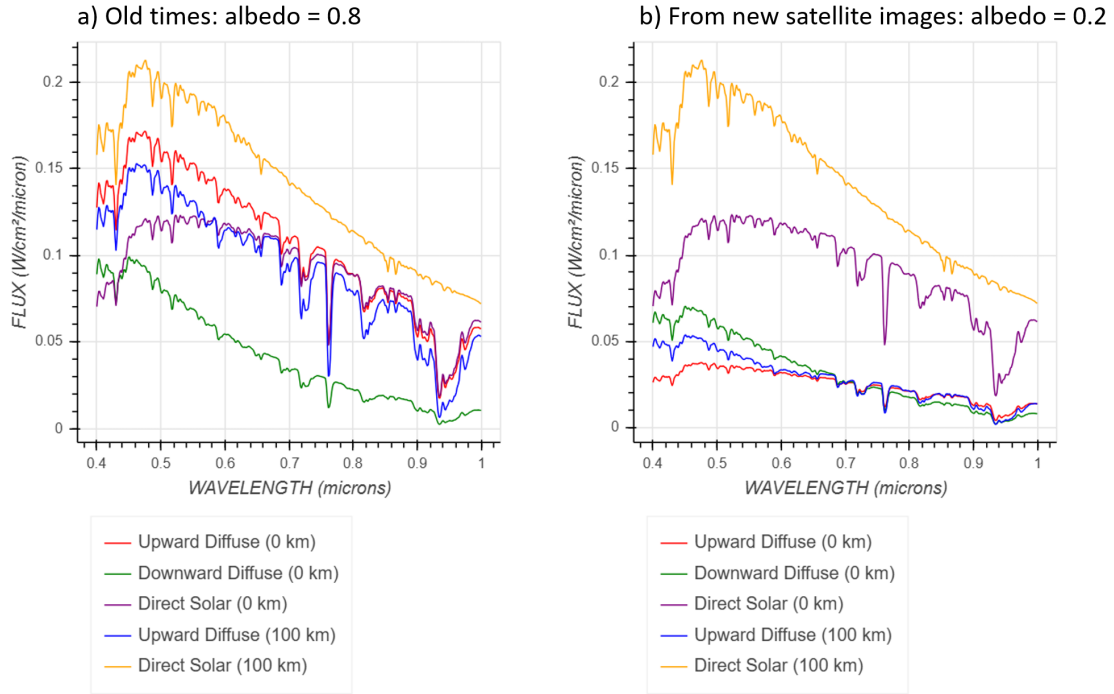 a) Old times: albedo = 0.8
0.2
0.15
0.1
0.05
0
FLUX (W/cm²/micron)
0.4 0.5 0.6 0.7 0.8 0.9 1
WAVELENGTH (microns)
Upward Diffuse (0 km)
Downward Diffuse (0 km)
Direct Solar (0 km)
Upward Diffuse (100 km)
Direct Solar (100 km)
b) From new satellite images: albedo = 0.2
0.2
0.15
0.1
0.05
0
FLUX (W/cm²/micron)
0.4 0.5 0.6 0.7 0.8 0.9 1
WAVELENGTH (microns)
Upward Diffuse (0 km)
Downward Diffuse (0 km)
Direct Solar (0 km)
Upward Diffuse (100 km)
Direct Solar (100 km)